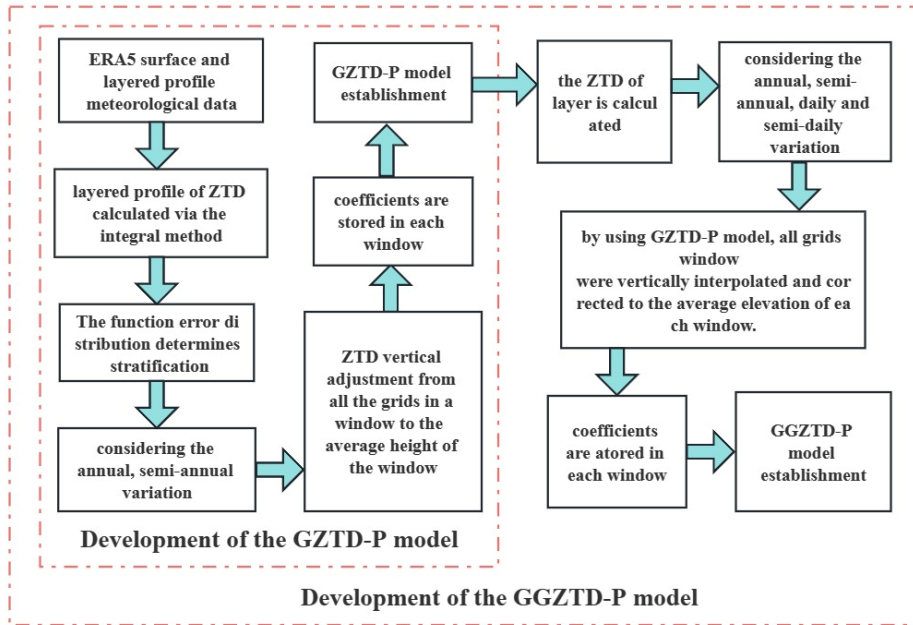 ERA5 surface and
layered profile
meteorological data
layered profile of ZTD
calculated via the
integral method
The function error di
stribution determines
stratification
considering the
annual, semi-annual
variation
ZTD vertical
adjustment from
all the grids in a
window to the
average height of
the window
coefficients are
stored in each
window
GZTD-P model
establishment
Development of the GZTD-P model
the ZTD of
layer is calcul
ated
considering the
annual, semi-
annual, daily and
semi-daily
variation
by using GZTD-P model, all grids
window
were vertically interpolated and cor
rected to the average elevation of ea
ch window.
coefficients
are atored in
each window
GGZTD-P
model
establishment
Development of the GGZTD-P model